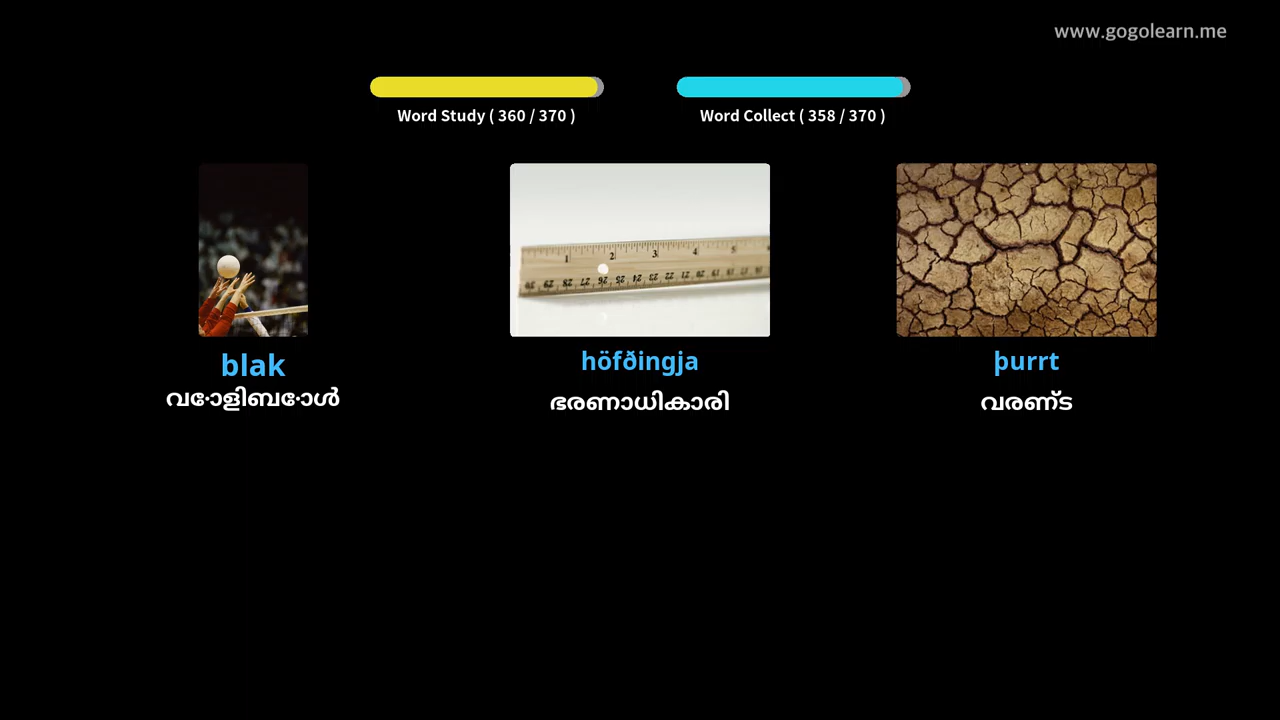 www.gogolearn.me
Word Study ( 360 / 370 )
Word Collect ( 358 / 370 )
blak
വോളിബോൾ
höfðingja
ഭരണാധികാരി
þurrt
വരണ്ട